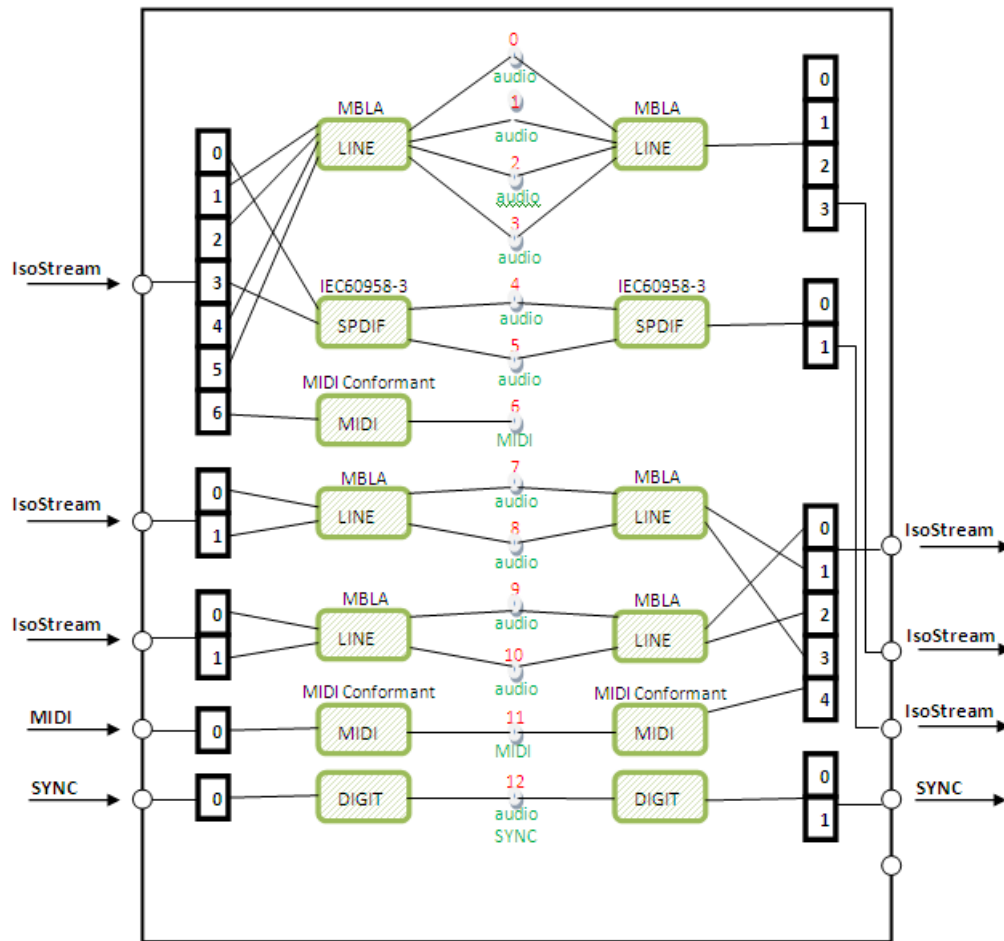 0
audio
MBLA
LINE
1
audio
MBLA
LINE
2
audio
3
audio
0
1
2
3
4
5
6
0
1
2
3
IsoStream
IEC60958-3
SPDIF
4
audio
5
audio
IEC60958-3
SPDIF
0
1
MIDI Conformant
MIDI
6
MIDI
IsoStream
0
1
MBLA
LINE
7
audio
8
audio
MBLA
LINE
0
1
2
3
4
IsoStream
IsoStream
0
1
MBLA
LINE
9
audio
10
audio
MBLA
LINE
IsoStream
MIDI
0
MIDI Conformant
MIDI
11
MIDI
MIDI Conformant
MIDI
IsoStream
SYNC
0
DIGIT
12
audio
SYNC
DIGIT
0
1
SYNC